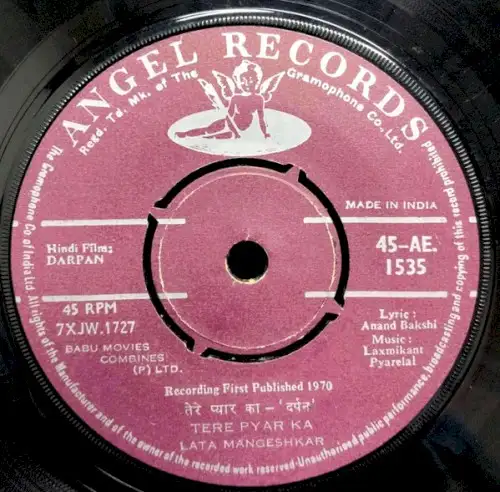 ANGEL RECORDS
Regd. Td. Mk. of The Gramophone Co. Ltd.
MADE IN INDIA
Hindi Film;
DARPAN
45-AE.
1535
45 RPM
7XJW.1727
BABU MOVIES
COMBINES
(P) LTD.
Lyric :
Anand Bakshi
Music :
Laxmikant
Pyarelal
Recording First Published 1970
तेरे प्यार का - 'दर्पन'
TERE PYAR KA
LATA MANGESHKAR
The Gramophone Co of India Ltd. All rights of the Manufacturer and of the owner of the recorded work reserved-Unauthorised public performance, broadcasting and copying of this record prohibited